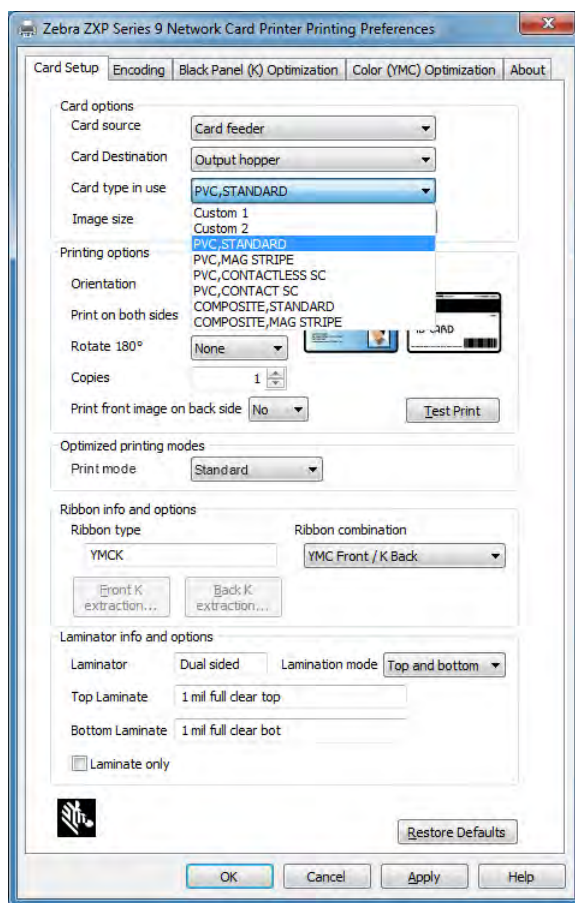 Zebra ZXP Series 9 Network Card Printer Printing Preferences
Card Setup Encoding Black Panel (K) Optimization Color (YMC) Optimization About
Card options
Card source Card feeder
Card Destination Output hopper
Card type in use PVC,STANDARD
Image size
Custom 1
Custom 2
PVC,STANDARD
PVC,MAG STRIPE
PVC,CONTACTLESS SC
PVC,CONTACT SC
COMPOSITE,STANDARD
COMPOSITE,MAG STRIPE
Printing options
Orientation
Print on both sides
CARD
Rotate 180° None
Copies 1
Print front image on back side No Test Print
Optimized printing modes
Print mode Standard
Ribbon info and options
Ribbon type Ribbon combination
YMCK YMC Front / K Back
Front K extraction... Back K extraction...
Laminator info and options
Laminator Dual sided Lamination mode Top and bottom
Top Laminate 1 mil full clear top
Bottom Laminate 1 mil full clear bot
Laminate only
Restore Defaults
OK Cancel Apply Help